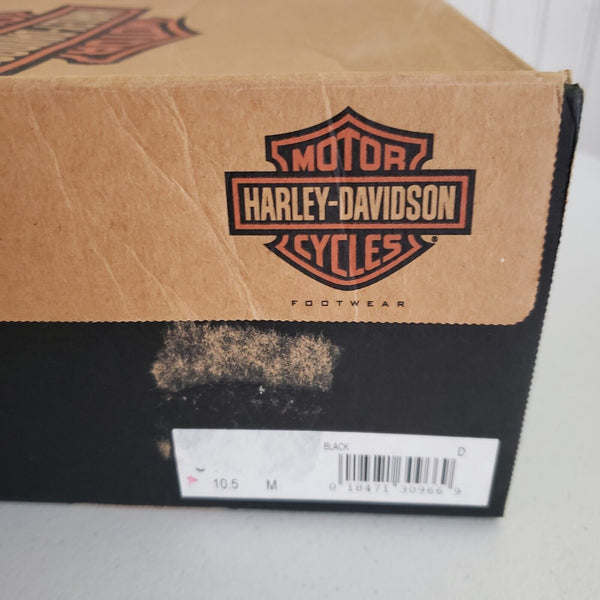 MOTOR
HARLEY-DAVIDSON
CYCLES
®
FOOTWEAR
BLACK
D
10.5 M
0 18471 30966 9